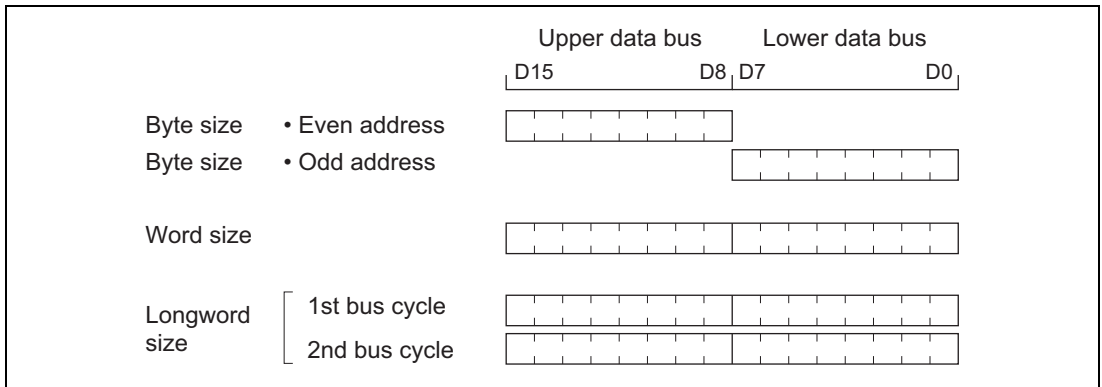 Upper data bus Lower data bus
D15 D8 D7 D0
Byte size • Even address
Byte size • Odd address
Word size
Longword size
1st bus cycle
2nd bus cycle